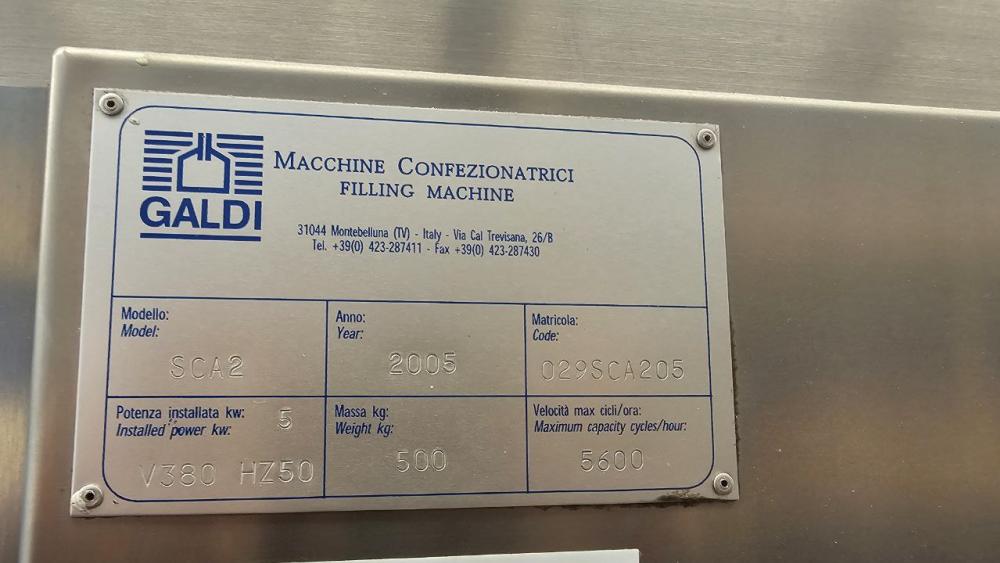 GALDI
MACCHINE CONFEZIONATRICI
FILLING MACHINE
31044 Montebelluna (TV) - Italy - Via Cal Trevisana, 26/B
Tel. +39(0) 423-287411 - Fax +39(0) 423-287430
Modello:
Model:
SCA2
Anno:
Year:
2005
Matricola:
Code:
029SCA205
Potenza installata kw:
Installed power kw:
5
V380 HZ50
Massa kg:
Weight kg:
500
Velocità max cicli/ora:
Maximum capacity cycles/hour:
5600